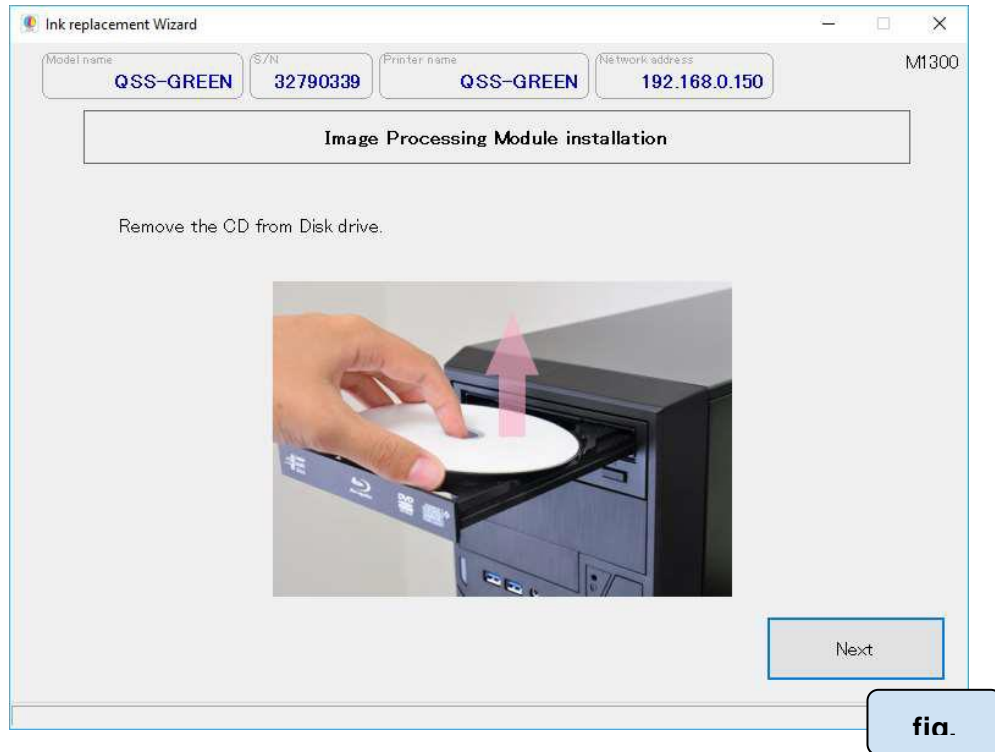 Ink replacement Wizard
Model name
QSS-GREEN
S/N
32790339
Printer name
QSS-GREEN
Network address
192.168.0.150
M1300
Image Processing Module installation
Remove the CD from Disk drive.
Next
fig.